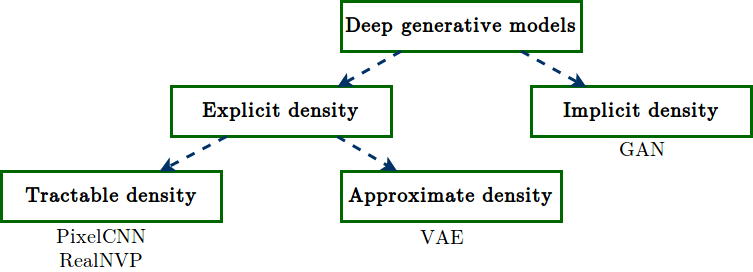 Deep generative models
Explicit density
Implicit density
GAN
Tractable density
Approximate density
PixelCNN
VAE
RealNVP